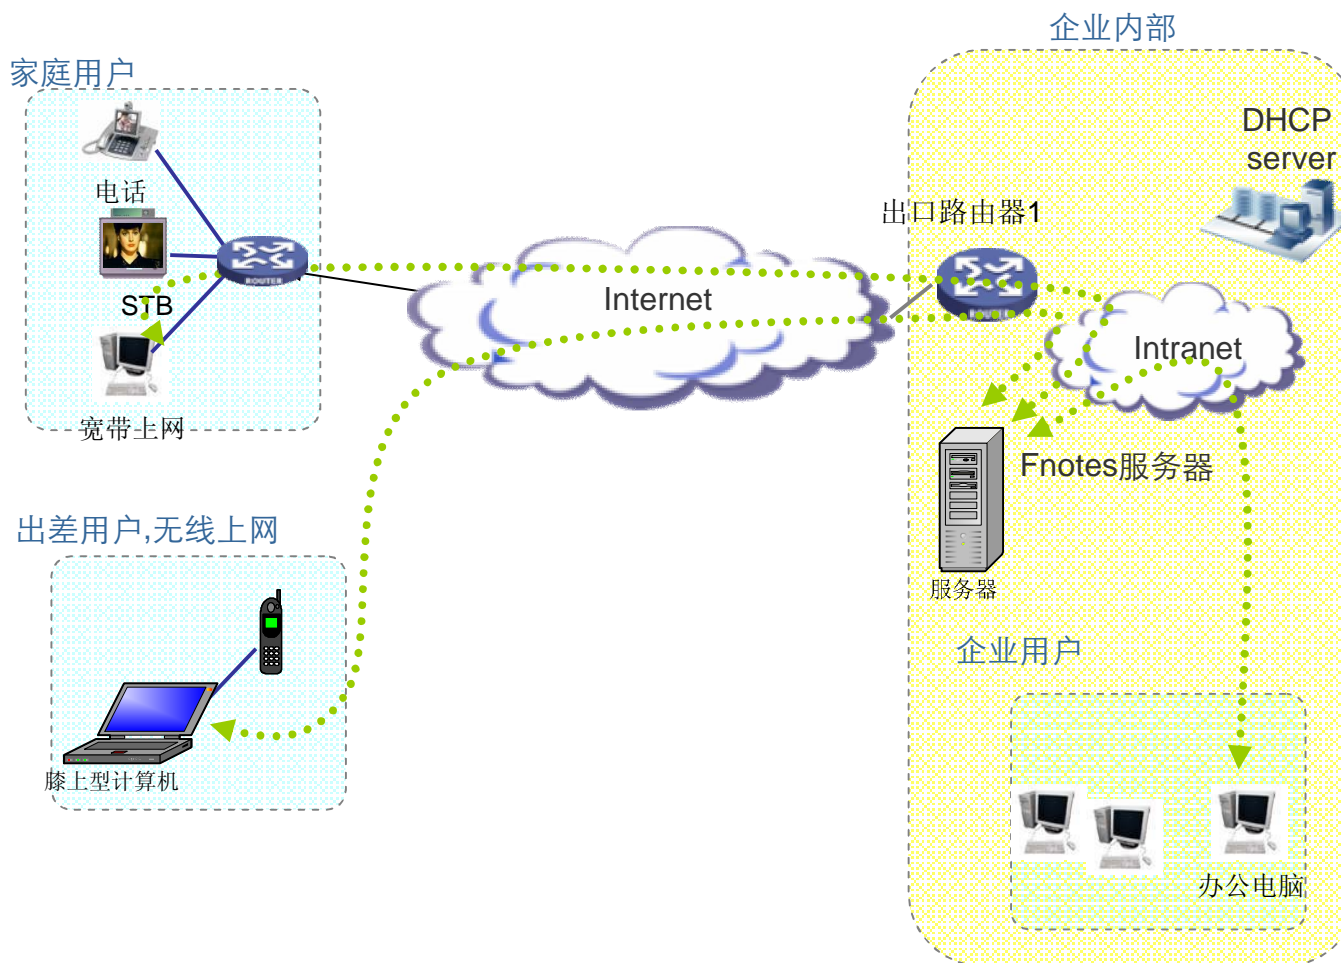 企业内部
家庭用户
DHCP
server
电话
出口路由器1
ROUTER
STB
Internet
Intranet
宽带上网
Fnotes服务器
出差用户,无线上网
服务器
企业用户
膝上型计算机
办公电脑